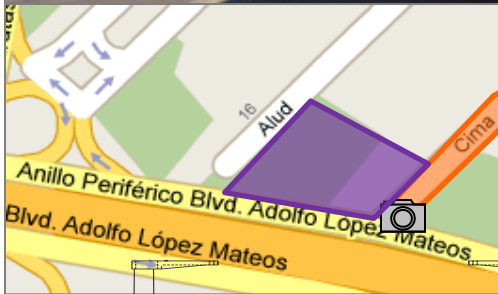 16
Alud
Cima
Anillo Periférico Blvd. Adolfo López Mateos
Blvd. Adolfo López Mateos